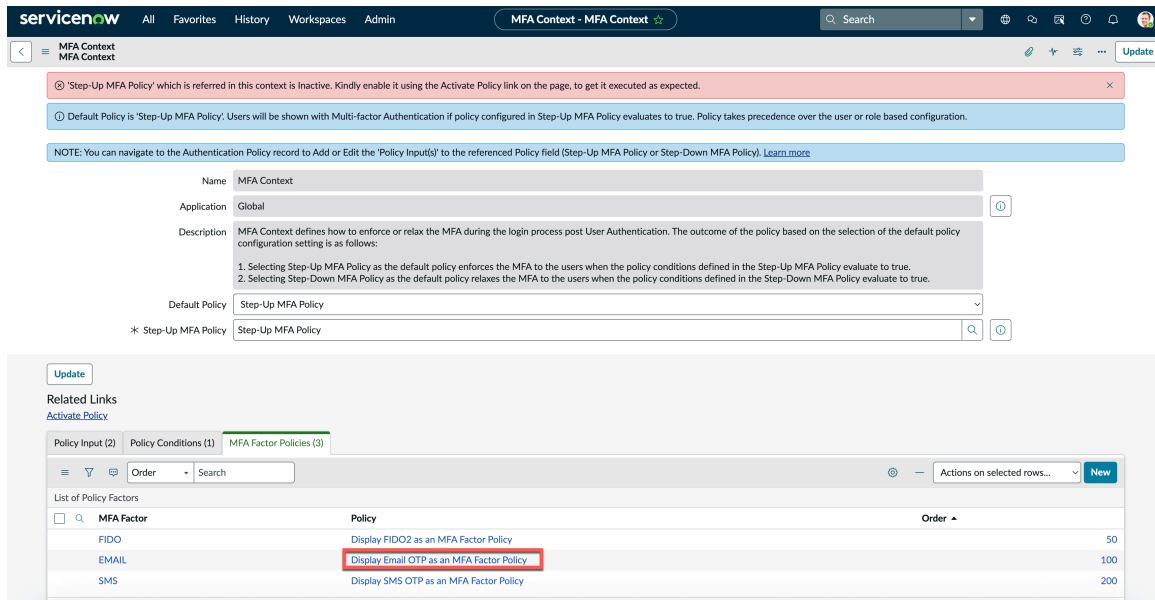 servicenow All Favorites History Workspaces Admin MFA Context - MFA Context Search
MFA Context
MFA Context
Update
'Step-Up MFA Policy' which is referred in this context is Inactive. Kindly enable it using the Activate Policy link on the page, to get it executed as expected.
Default Policy is 'Step-Up MFA Policy'. Users will be shown with Multi-factor Authentication if policy configured in Step-Up MFA Policy evaluates to true. Policy takes precedence over the user or role based configuration.
NOTE: You can navigate to the Authentication Policy record to Add or Edit the 'Policy Input(s)' to the referenced Policy field (Step-Up MFA Policy or Step-Down MFA Policy). Learn more
Name MFA Context
Application Global
Description MFA Context defines how to enforce or relax the MFA during the login process post User Authentication. The outcome of the policy based on the selection of the default policy
configuration setting is as follows:
1. Selecting Step-Up MFA Policy as the default policy enforces the MFA to the users when the policy conditions defined in the Step-Up MFA Policy evaluate to true.
2. Selecting Step-Down MFA Policy as the default policy relaxes the MFA to the users when the policy conditions defined in the Step-Down MFA Policy evaluate to true.
Default Policy Step-Up MFA Policy
Step-Up MFA Policy Step-Up MFA Policy
Update
Related Links
Activate Policy
Policy Input (2) Policy Conditions (1) MFA Factor Policies (3)
Order Search Actions on selected rows... New
List of Policy Factors
MFA Factor Policy Order
FIDO Display FIDO2 as an MFA Factor Policy 50
EMAIL Display Email OTP as an MFA Factor Policy 100
SMS Display SMS OTP as an MFA Factor Policy 200